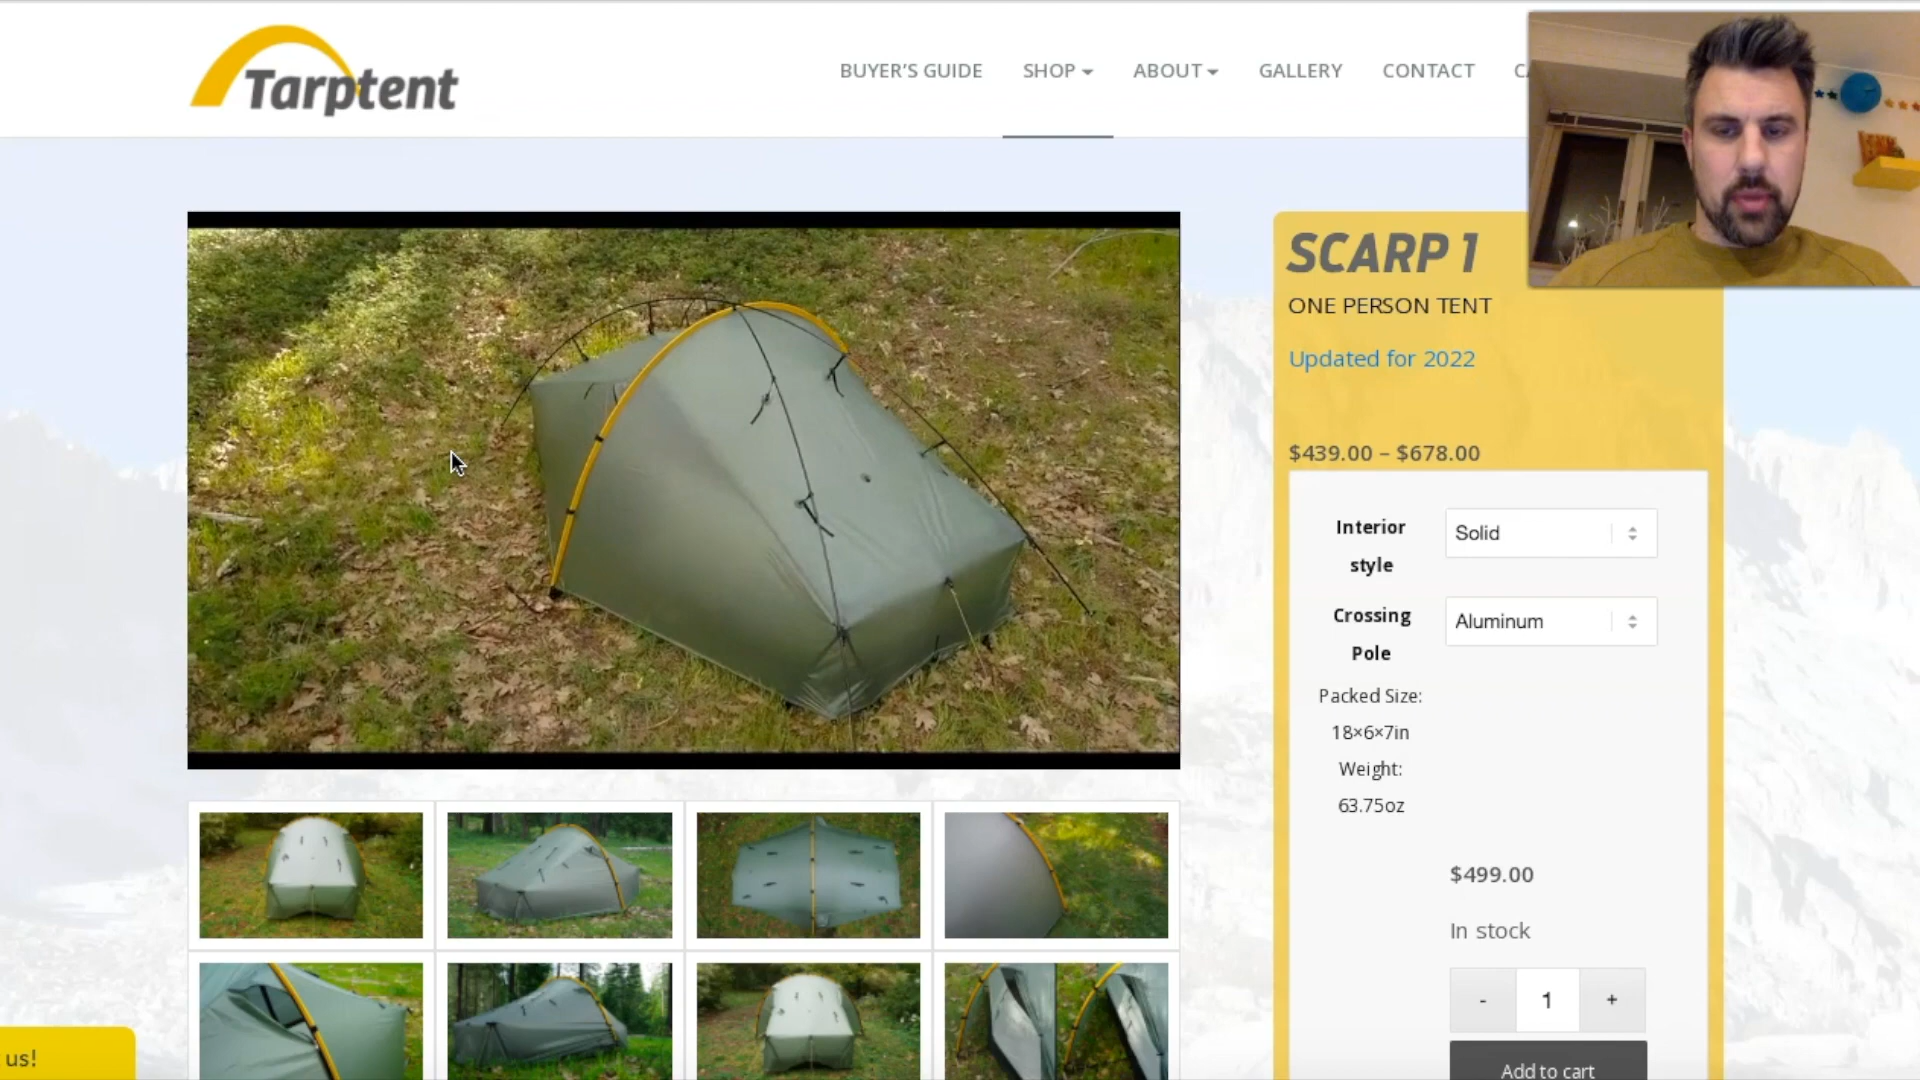 Tarptent
BUYER'S GUIDE
SHOP
ABOUT
GALLERY
CONTACT
SCARP 1
ONE PERSON TENT
Updated for 2022
$439.00 – $678.00
Interior
style
Solid
Crossing
Pole
Aluminum
Packed Size:
18×6×7in
Weight:
63.75oz
$499.00
In stock
-
1
+
Add to cart
us!